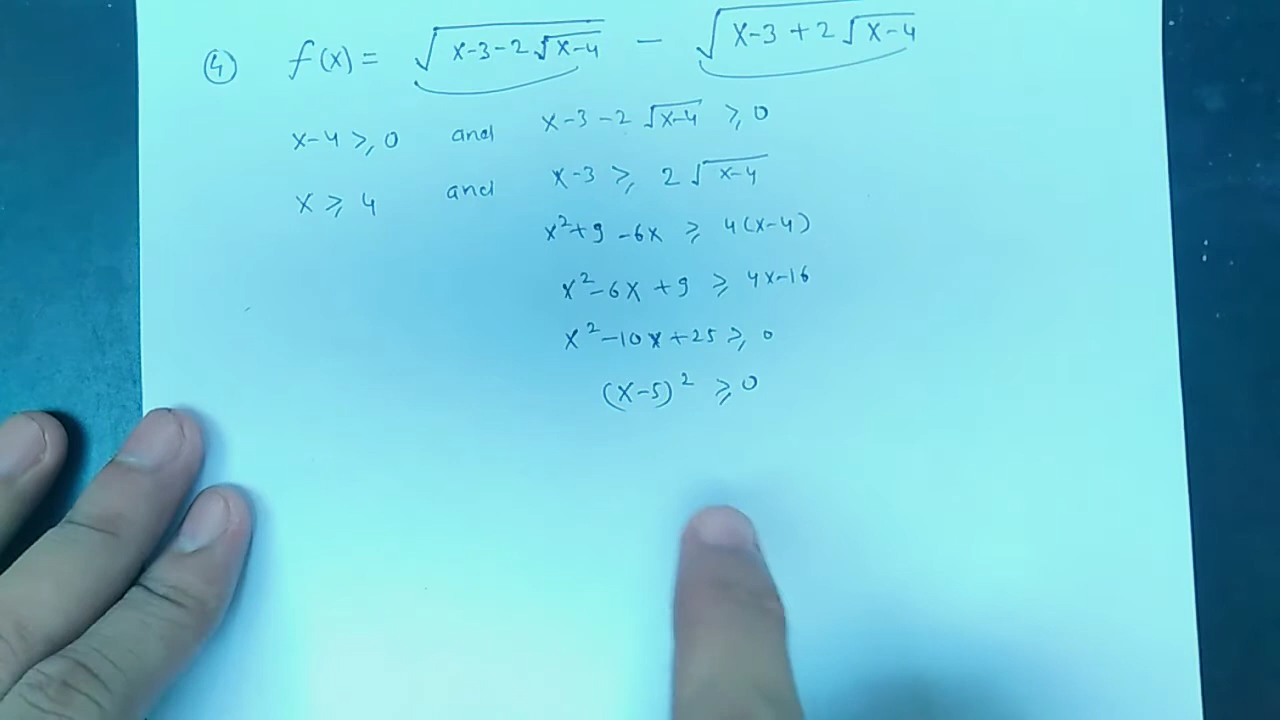 ④ f(x) = √(x-3-2√(x-4)) - √(x-3+2√(x-4))
x-4 ≥ 0 and x-3-2√(x-4) ≥ 0
x ≥ 4 and x-3 ≥ 2√(x-4)
x²+9-6x ≥ 4(x-4)
x²-6x+9 ≥ 4x-16
x²-10x+25 ≥ 0
(x-5)² ≥ 0